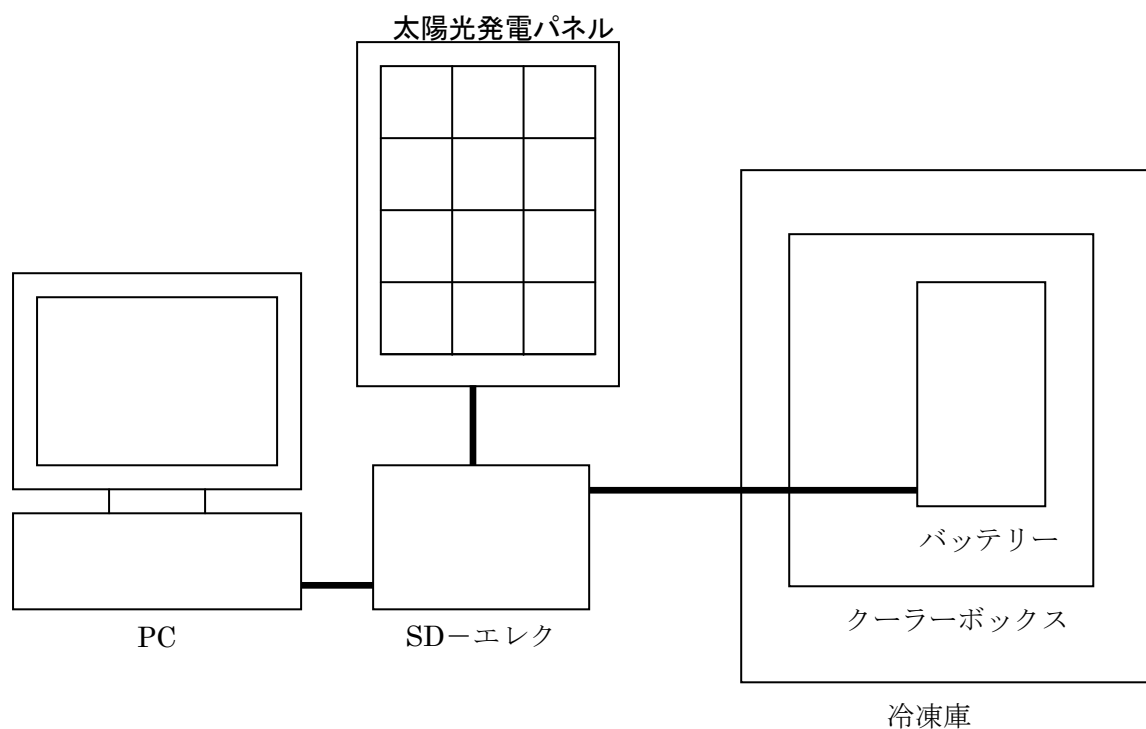 太陽光発電パネル
バッテリー
クーラーボックス
PC
SD－エレク
冷凍庫